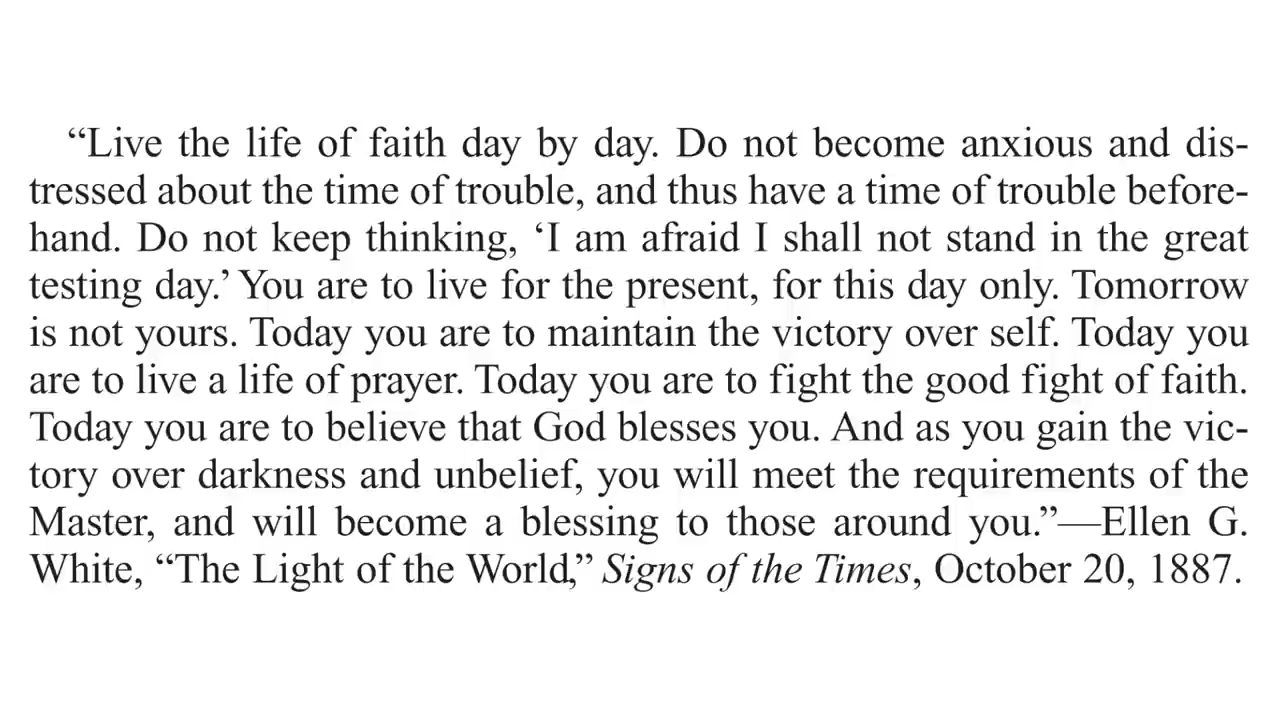 “Live the life of faith day by day. Do not become anxious and dis-
tressed about the time of trouble, and thus have a time of trouble before-
hand. Do not keep thinking, ‘I am afraid I shall not stand in the great
testing day.’ You are to live for the present, for this day only. Tomorrow
is not yours. Today you are to maintain the victory over self. Today you
are to live a life of prayer. Today you are to fight the good fight of faith.
Today you are to believe that God blesses you. And as you gain the vic-
tory over darkness and unbelief, you will meet the requirements of the
Master, and will become a blessing to those around you.”—Ellen G.
White, “The Light of the World,” Signs of the Times, October 20, 1887.